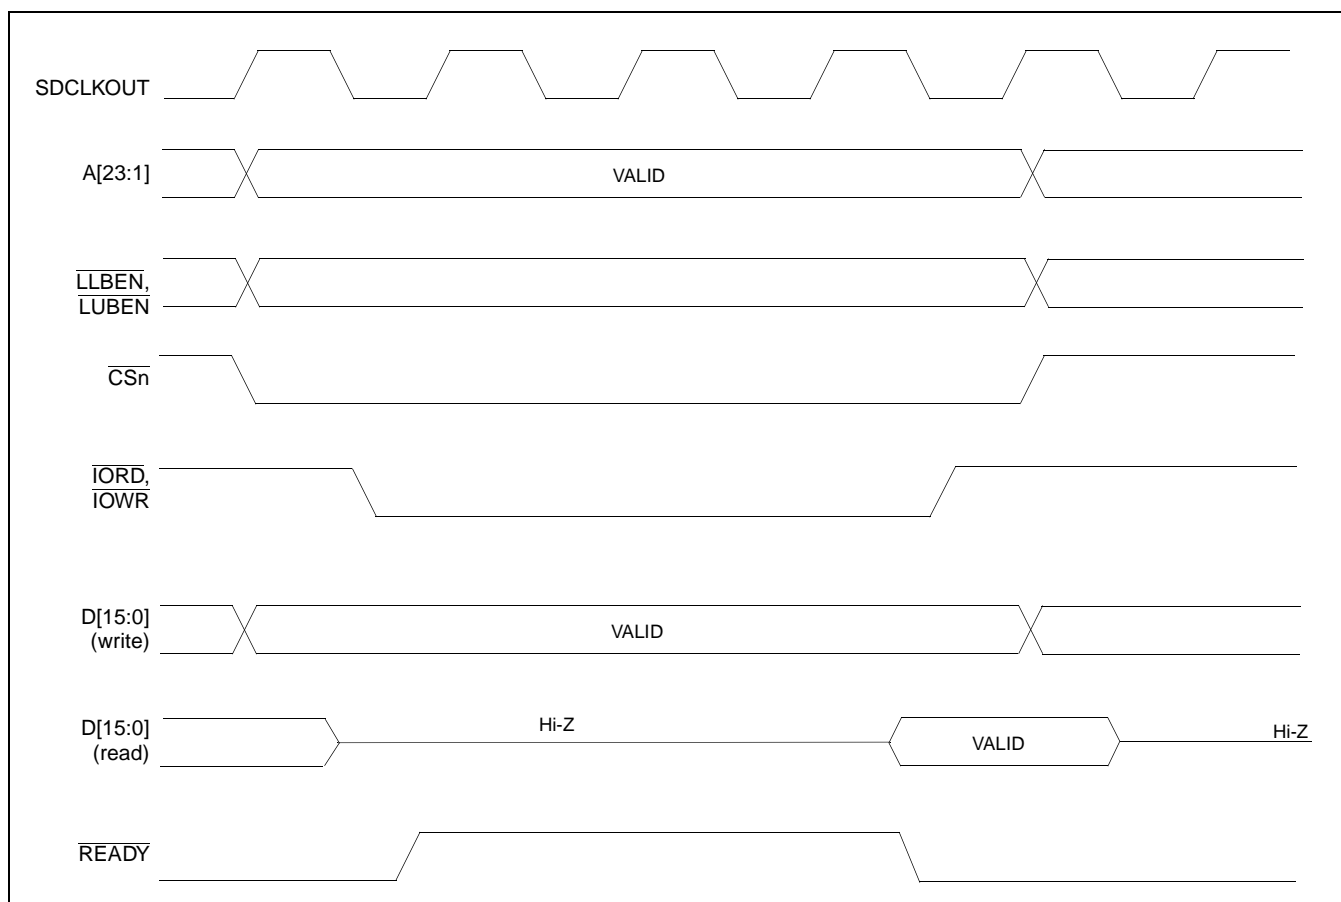 SDCLKOUT
A[23:1]
VALID
LLBEN,
LUBEN
CSn
IORD,
IOWR
D[15:0]
(write)
VALID
D[15:0]
(read)
Hi-Z
VALID
Hi-Z
READY